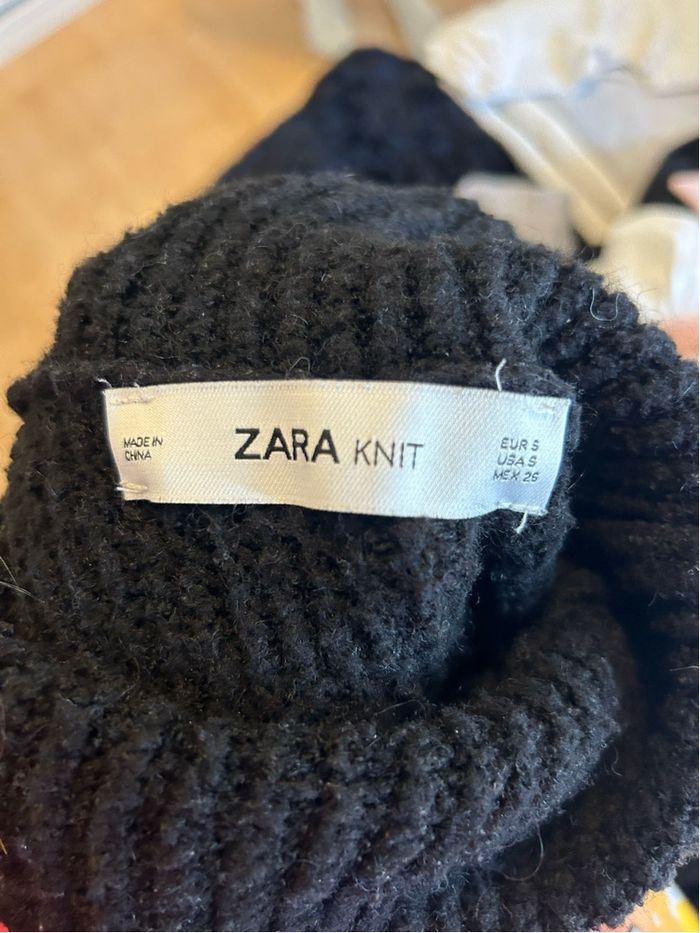 MADE IN
CHINA
ZARA KNIT
EUR S
USA S
MEX 26